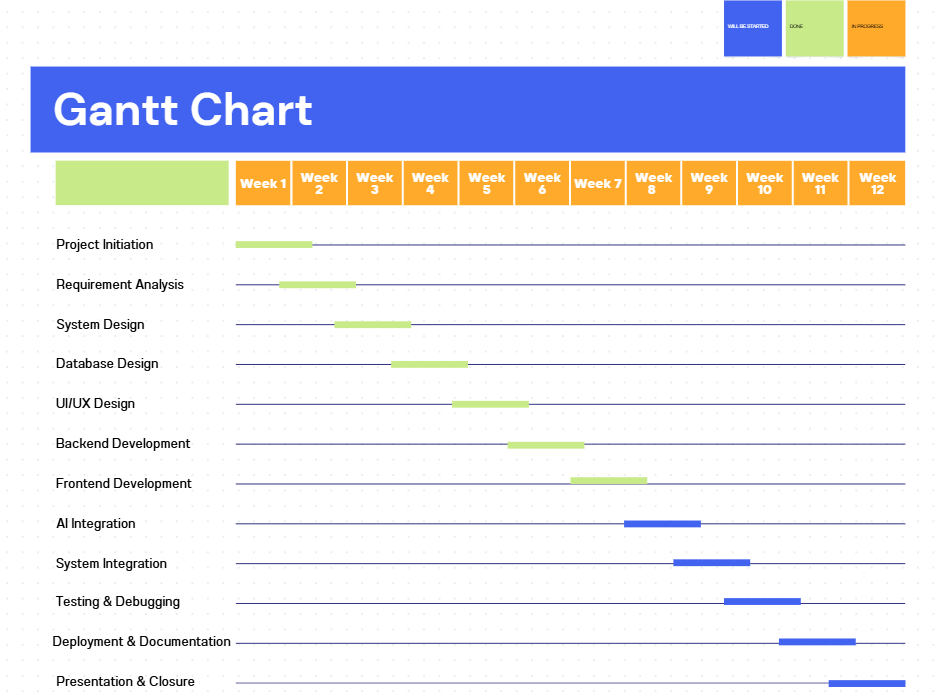 WILL BE STARTED DONE IN PROGRESS
Gantt Chart
Week 1 Week 2 Week 3 Week 4 Week 5 Week 6 Week 7 Week 8 Week 9 Week 10 Week 11 Week 12
Project Initiation
Requirement Analysis
System Design
Database Design
UI/UX Design
Backend Development
Frontend Development
AI Integration
System Integration
Testing & Debugging
Deployment & Documentation
Presentation & Closure